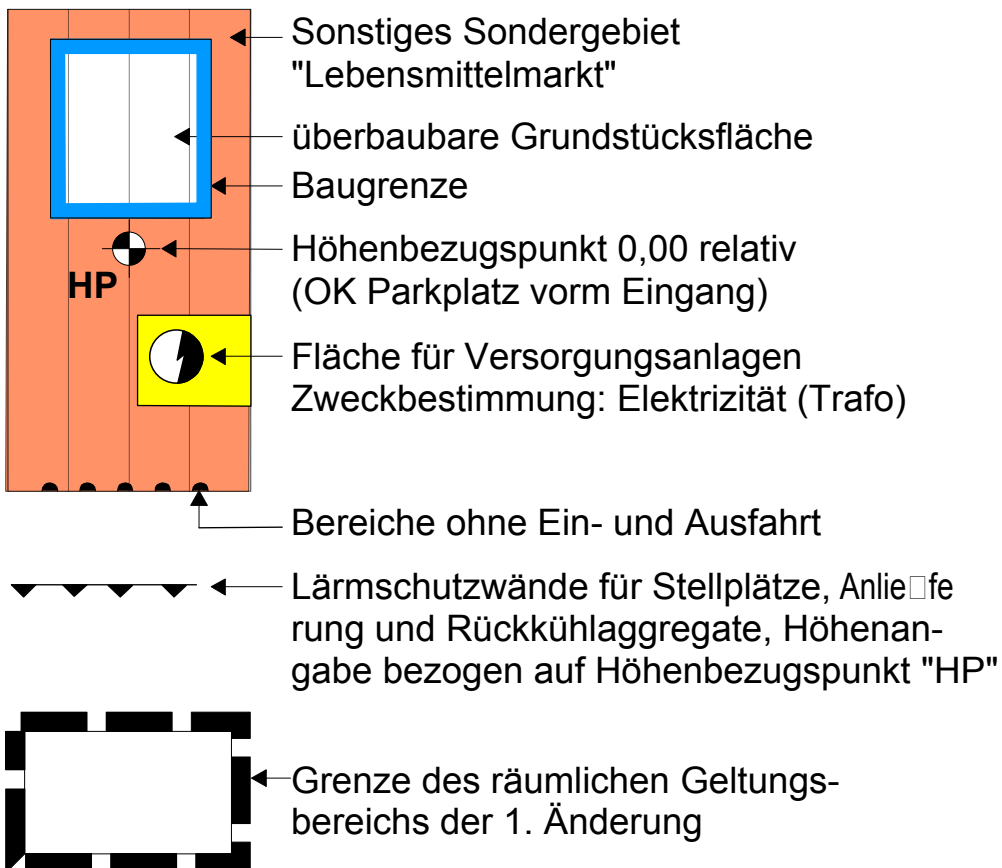 Sonstiges Sondergebiet
"Lebensmittelmarkt"
überbaubare Grundstücksfläche
Baugrenze
Höhenbezugspunkt 0,00 relativ
(OK Parkplatz vorm Eingang)
HP
Fläche für Versorgungsanlagen
Zweckbestimmung: Elektrizität (Trafo)
Bereiche ohne Ein- und Ausfahrt
Lärmschutzwände für Stellplätze, Anlie□fe
rung und Rückkühlaggregate, Höhenan-
gabe bezogen auf Höhenbezugspunkt "HP"
Grenze des räumlichen Geltungs-
bereichs der 1. Änderung